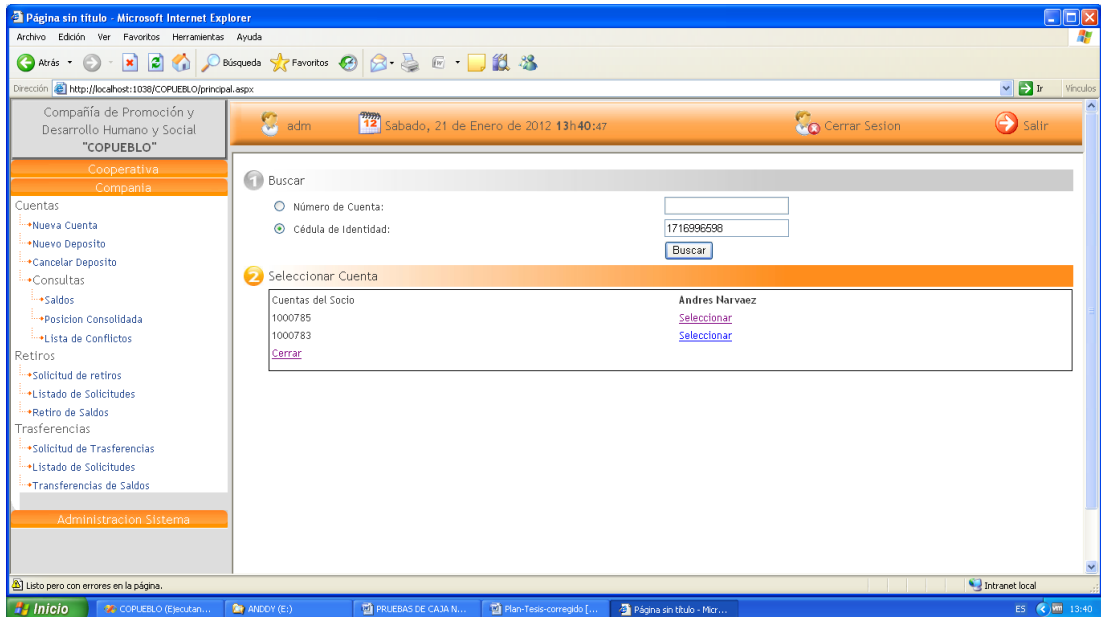 Página sin título - Microsoft Internet Explorer
Archivo Edición Ver Favoritos Herramientas Ayuda
Atrás Búsqueda Favoritos
Dirección http://localhost:1038/COPUEBLO/principal.aspx Ir Vínculos
Compañía de Promoción y
Desarrollo Humano y Social
"COPUEBLO"
adm 12 Sabado, 21 de Enero de 2012 13h40:47 Cerrar Sesion Salir
Cooperativa
Compania
Cuentas
Nueva Cuenta
Nuevo Deposito
Cancelar Deposito
Consultas
Saldos
Posicion Consolidada
Lista de Conflictos
Retiros
Solicitud de retiros
Listado de Solicitudes
Retiro de Saldos
Trasferencias
Solicitud de Trasferencias
Listado de Solicitudes
Transferencias de Saldos
Administracion Sistema
1 Buscar
Número de Cuenta:
Cédula de Identidad: 1716996598
Buscar
2 Seleccionar Cuenta
Cuentas del Socio Andres Narvaez
1000785 Seleccionar
1000783 Seleccionar
Cerrar
Listo pero con errores en la página. Intranet local
Inicio COPUEBLO (Ejecutan... ANDDY (E:) PRUEBAS DE CAJA N... Plan-Tesis-corregido [... Página sin título - Micr... ES 13:40